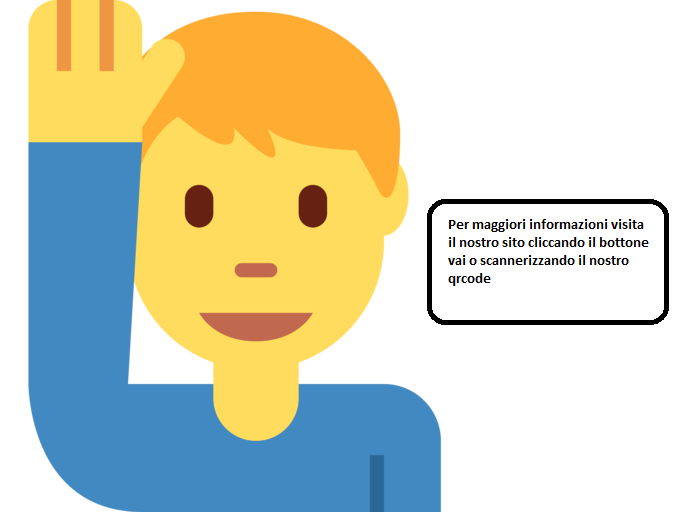 Per maggiori informazioni visita
il nostro sito cliccando il bottone
vai o scannerizzando il nostro
qrcode